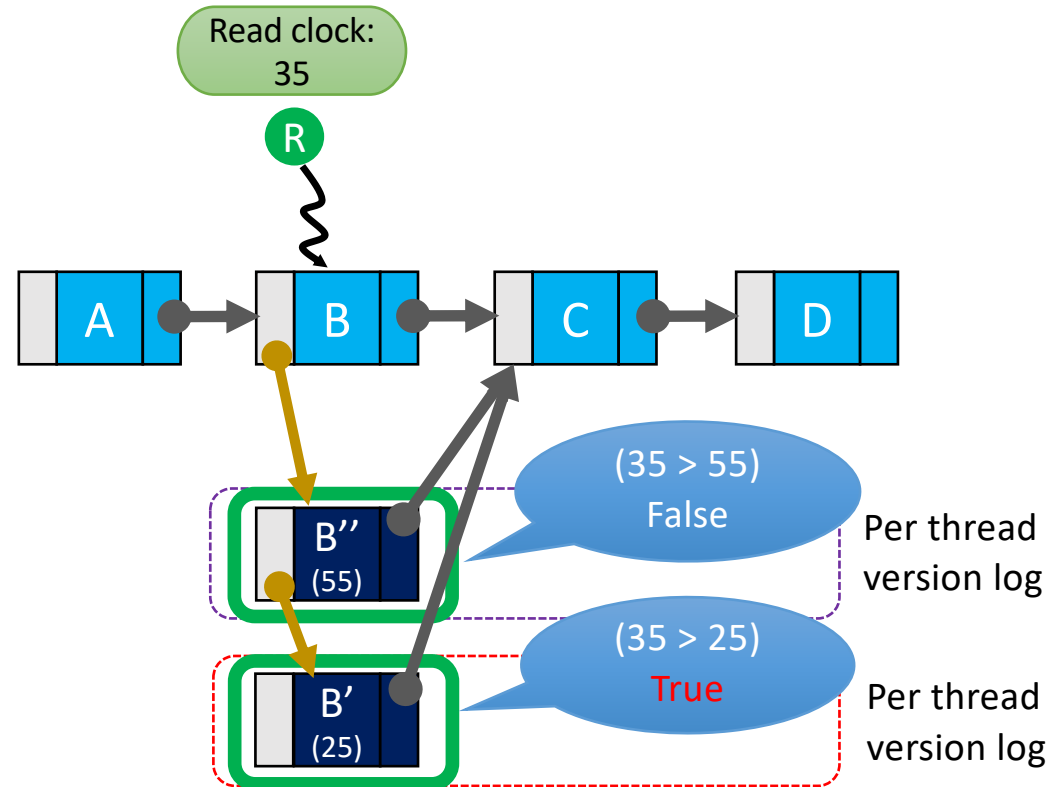 Read clock:
35
R
A
B
C
D
(35 > 55)
False
B''
(55)
Per thread
version log
(35 > 25)
True
B'
(25)
Per thread
version log